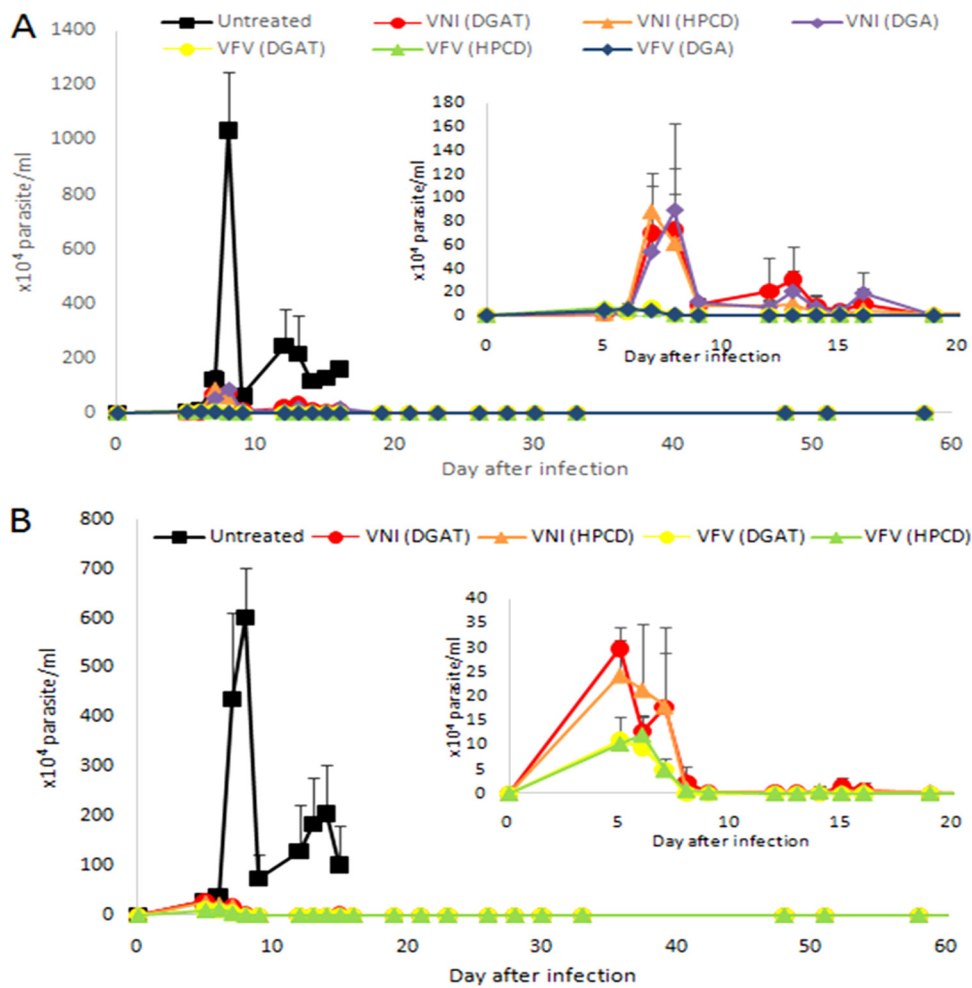 A
Untreated VNI (DGAT) VNI (HPCD) VNI (DGA)
VFV (DGAT) VFV (HPCD) VFV (DGA)
1400
1200
1000
800
600
400
200
0
x10⁴ parasite/ml
0 10 20 30 40 50 60
Day after infection
180
160
140
120
100
80
60
40
20
0
x10⁴ parasite/ml
0 5 10 15 20
Day after infection
B
Untreated VNI (DGAT) VNI (HPCD) VFV (DGAT) VFV (HPCD)
800
700
600
500
400
300
200
100
0
x10⁴ parasite/ml
0 10 20 30 40 50 60
Day after infection
40
35
30
25
20
15
10
5
0
x10⁴ parasite/ml
0 5 10 15 20
Day after infection